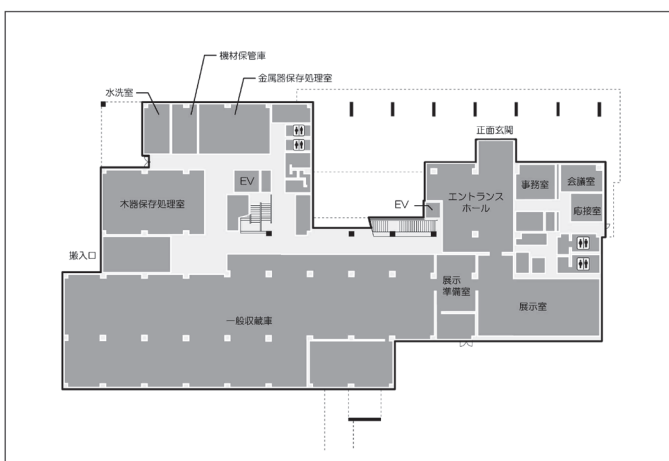 機材保管庫
金属器保存処理室
水洗室
正面玄関
EV
事務室
会議室
木器保存処理室
エントランス
ホール
EV
応接室
搬入口
展示
準備室
展示室
一般収蔵庫